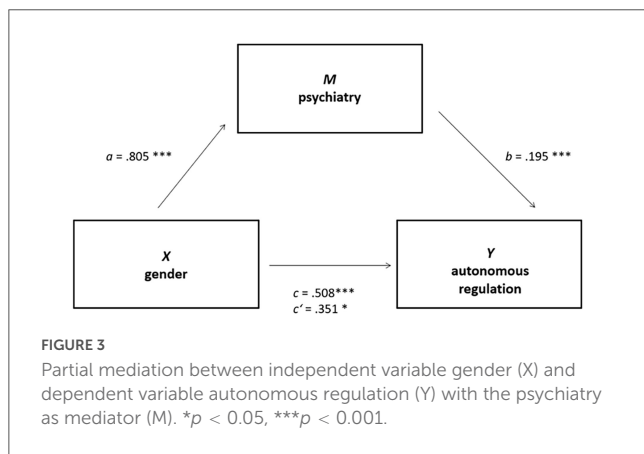 M
psychiatry
a = .805 ***
b = .195 ***
X
gender
Y
autonomous
regulation
c = .508***
c′ = .351 *
FIGURE 3
Partial mediation between independent variable gender (X) and
dependent variable autonomous regulation (Y) with the psychiatry
as mediator (M). *p < 0.05, ***p < 0.001.